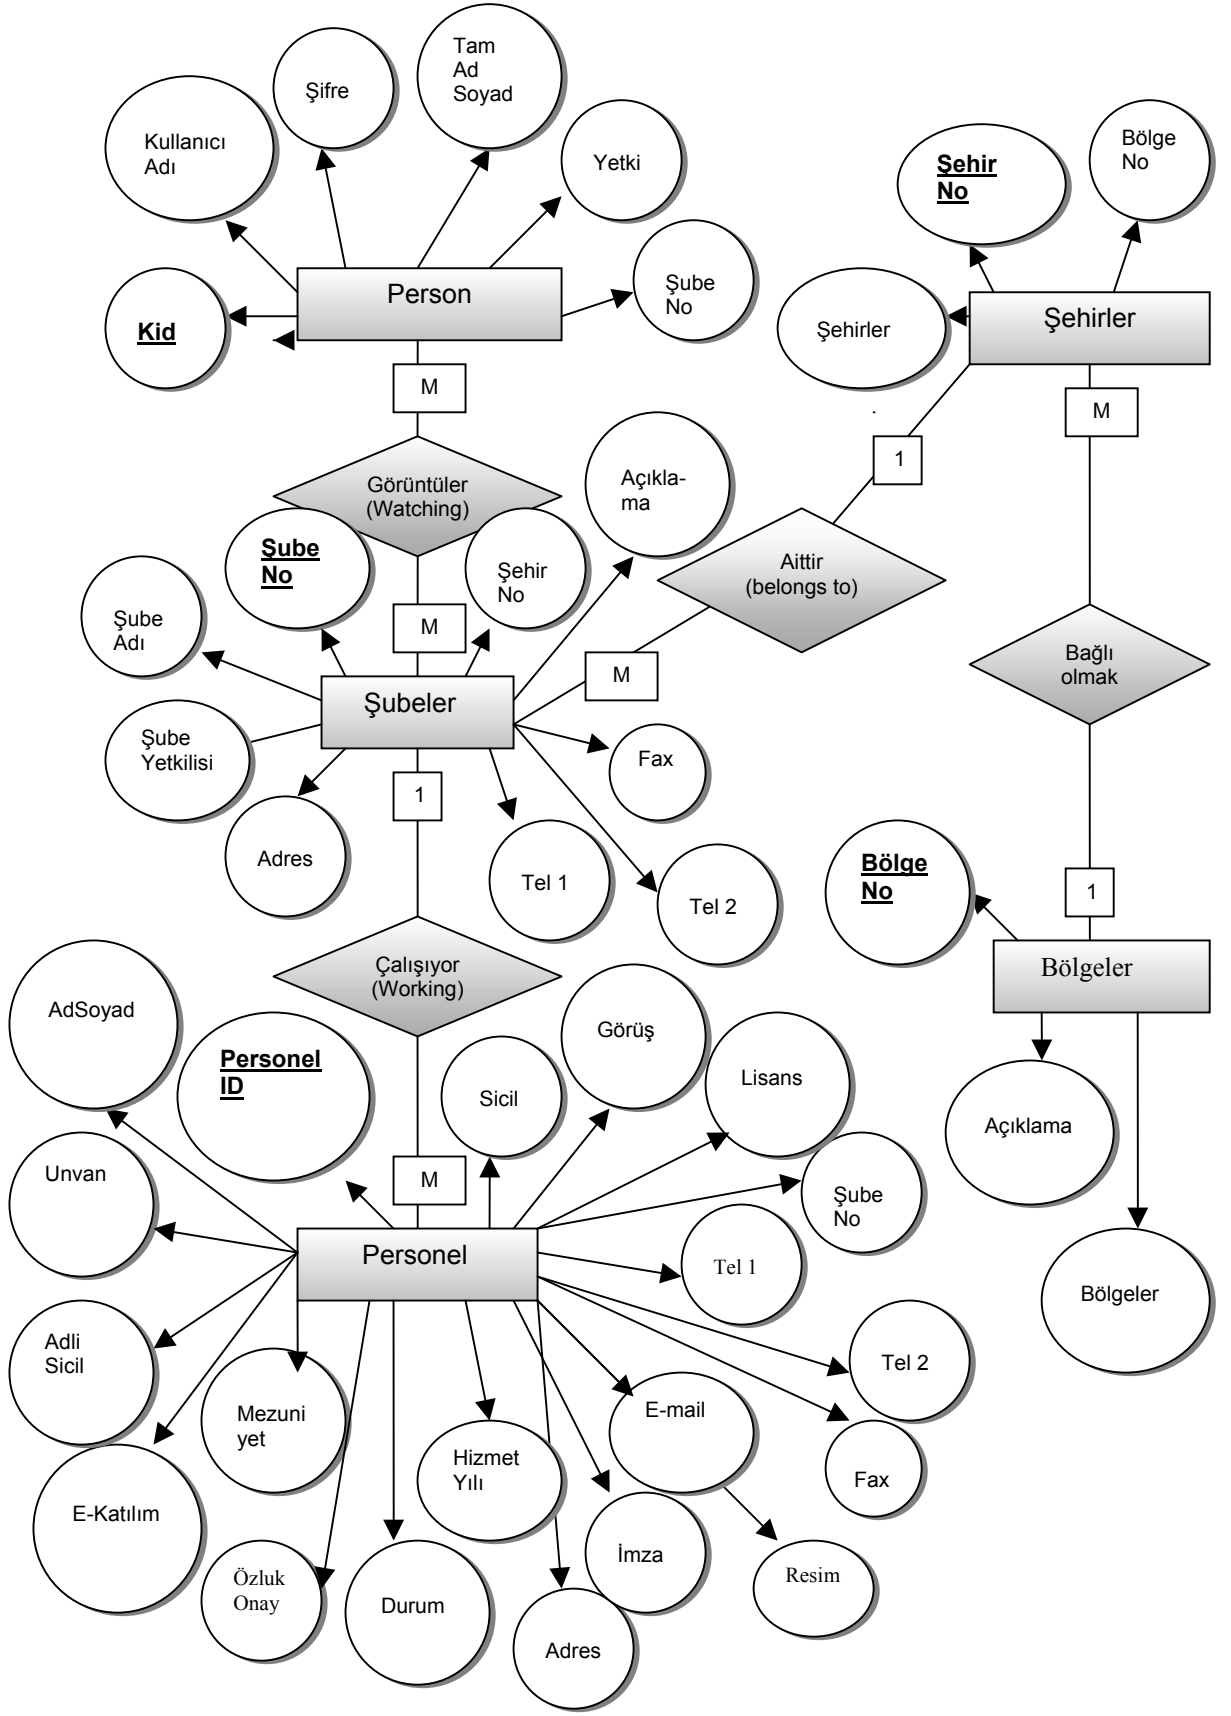 Tam
Ad
Soyad
Şifre
Kullanıcı
Adı
Yetki
Bölge
No
Şehir
No
Person
Şube
No
Kid
Şehirler
Şehirler
M
M
1
Açıkla-
ma
Görüntüler
(Watching)
Şube
No
Şehir
No
Aittir
(belongs to)
Şube
Adı
M
M
Bağlı
olmak
Şubeler
Şube
Yetkilisi
Fax
1
Adres
Tel 1
Tel 2
Bölge
No
1
Çalışıyor
(Working)
Bölgeler
AdSoyad
Personel
ID
Sicil
Görüş
Lisans
Açıklama
Unvan
M
Şube
No
Personel
Tel 1
Bölgeler
Adli
Sicil
Mezuni
yet
E-mail
Tel 2
Hizmet
Yılı
Fax
E-Katılım
İmza
Özluk
Onay
Durum
Resim
Adres